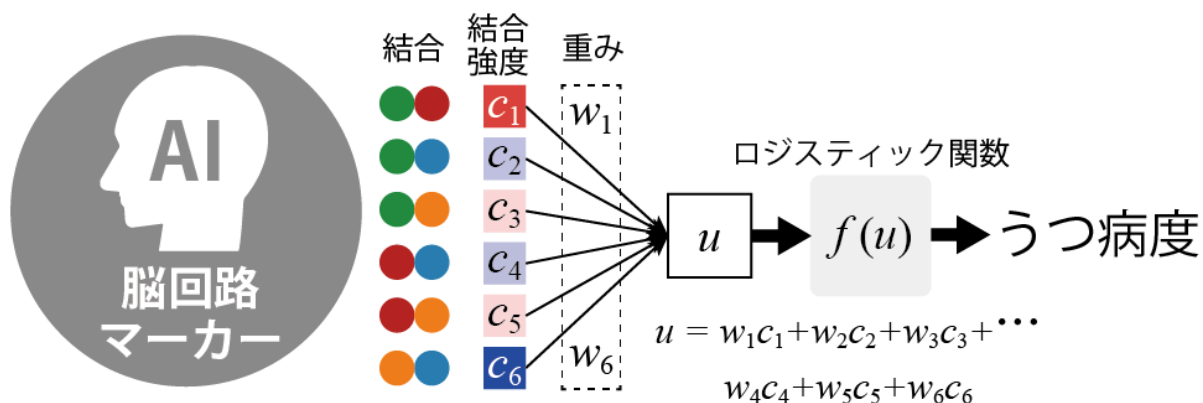 AI
脳回路
マーカー
結合
結合
強度
重み
c₁
c₂
c₃
c₄
c₅
c₆
w₁
w₆
u
ロジスティック関数
f(u)
うつ病度
u = w₁c₁+w₂c₂+w₃c₃+…
w₄c₄+w₅c₅+w₆c₆